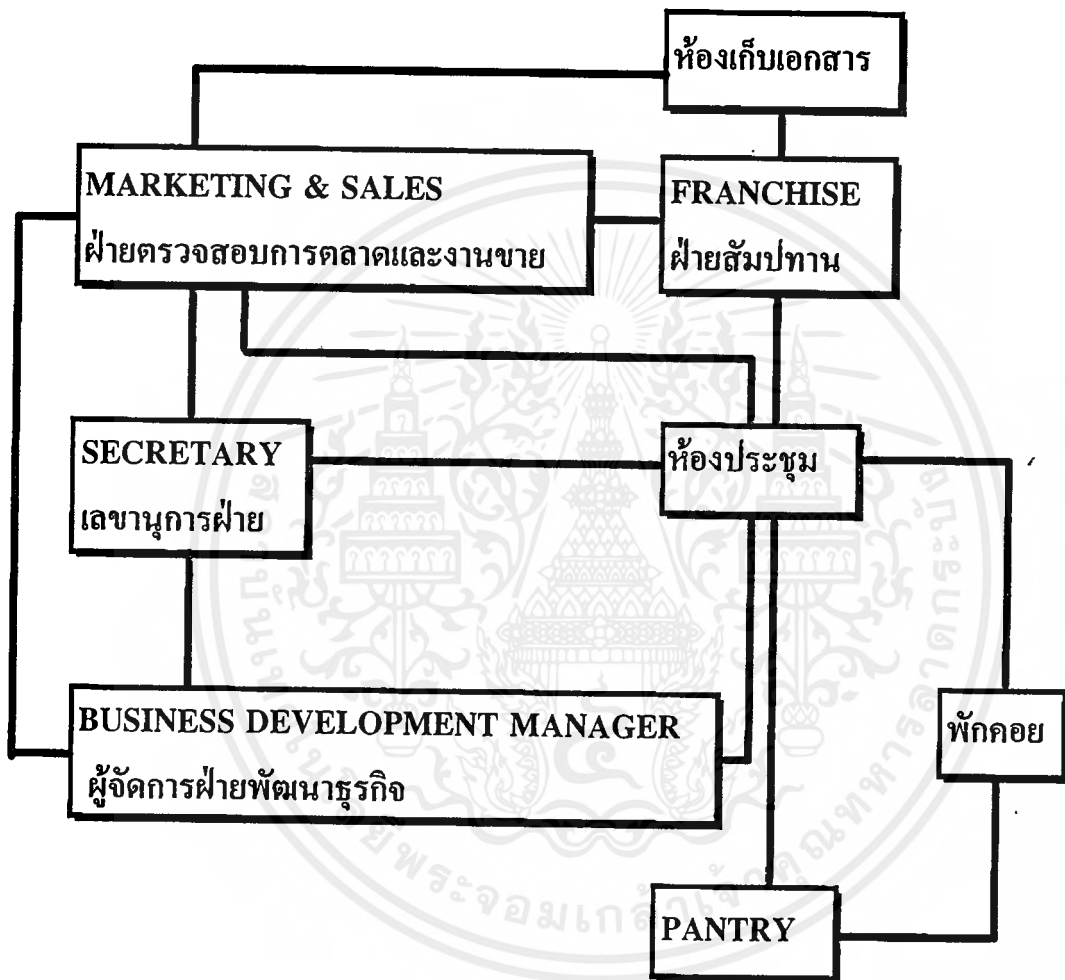 ห้องเก็บเอกสาร
MARKETING & SALES
ฝ่ายตรวจสอบการตลาดและงานขาย
FRANCHISE
ฝ่ายสัมปทาน
SECRETARY
เลขานุการฝ่าย
ห้องประชุม
BUSINESS DEVELOPMENT MANAGER
ผู้จัดการฝ่ายพัฒนาธุรกิจ
พักคอย
PANTRY